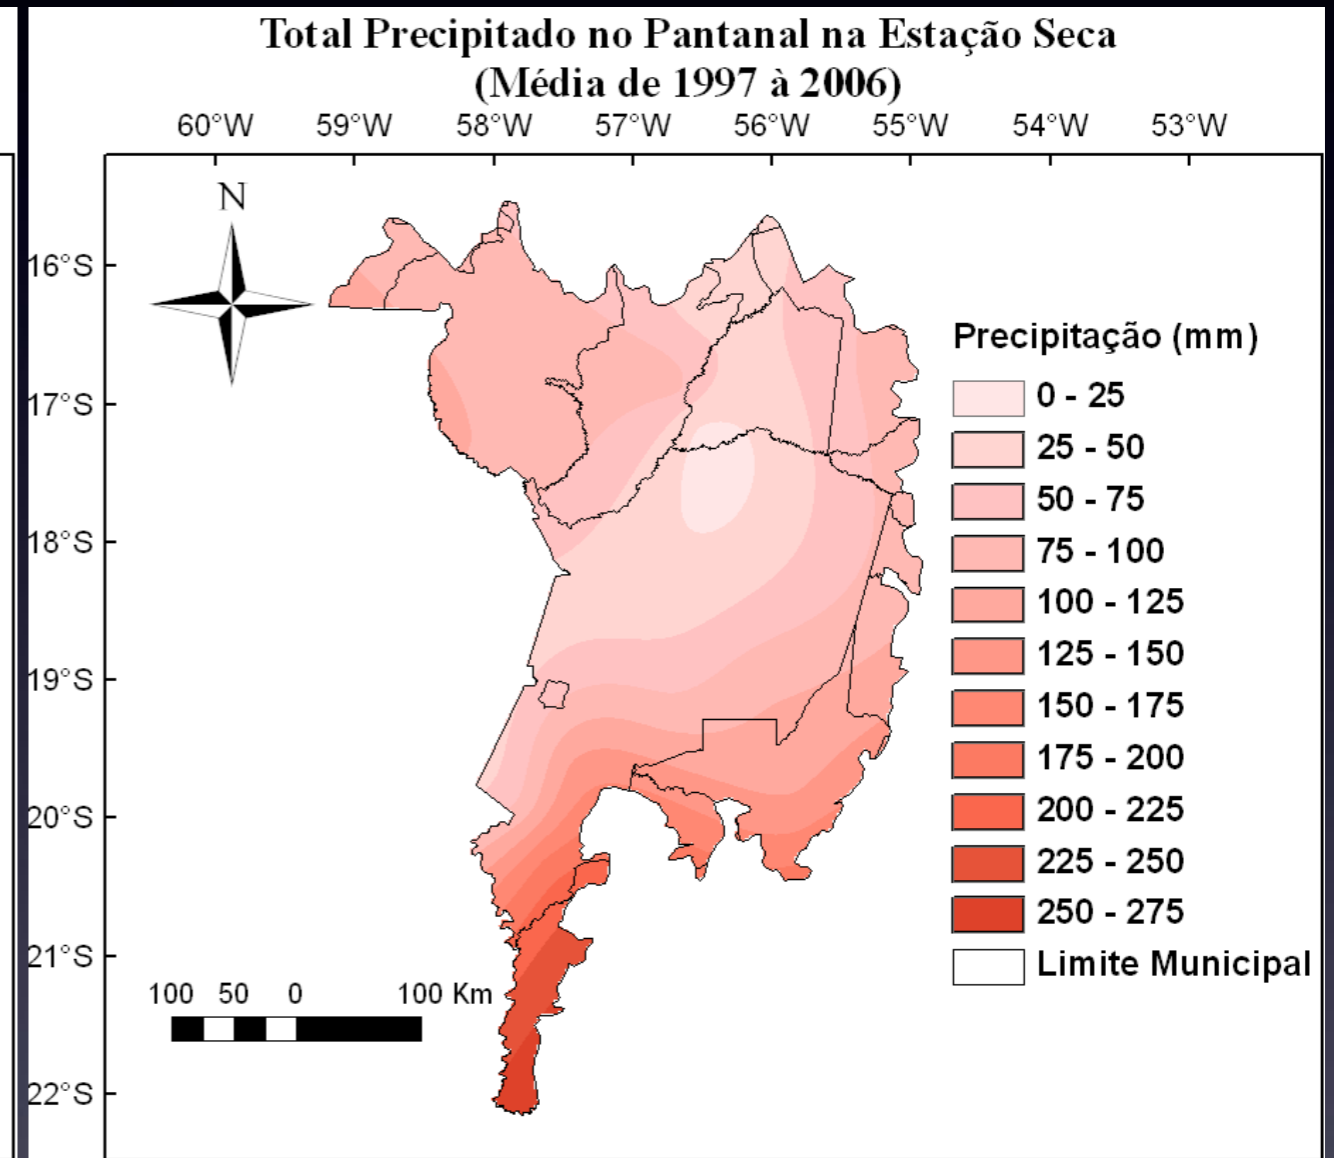 Total Precipitado no Pantanal na Estação Seca
(Média de 1997 à 2006)
60°W 59°W 58°W 57°W 56°W 55°W 54°W 53°W
N
16°S
17°S
18°S
19°S
20°S
21°S
22°S
Precipitação (mm)
0 - 25
25 - 50
50 - 75
75 - 100
100 - 125
125 - 150
150 - 175
175 - 200
200 - 225
225 - 250
250 - 275
Limite Municipal
100 50 0 100 Km